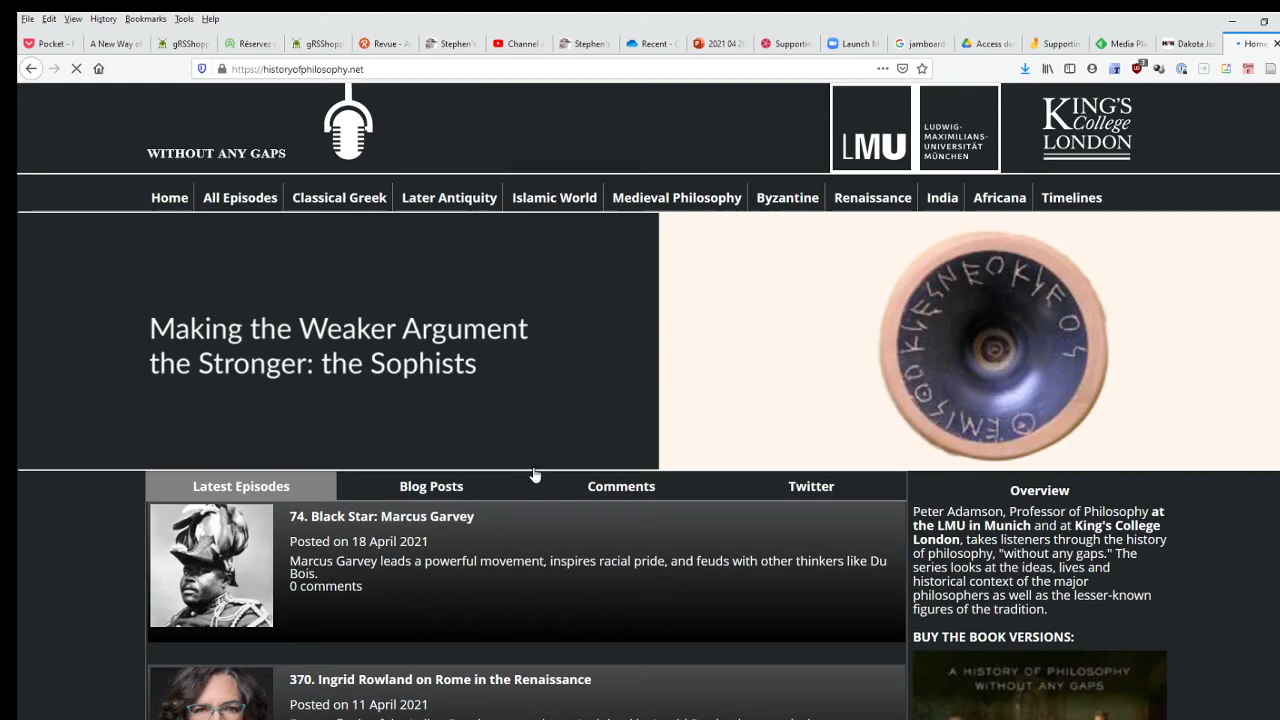 File Edit View History Bookmarks Tools Help
Pocket - F
A New Way of
gRSShopp
Réservez
gRSShopp
Revue - A
Stephen's
Channel c
Stephen's
Recent -
2021 04 20
Supportin
Launch M
jamboard
Access de
Supportin
Media Pla
Dakota Jo
Home
https://historyofphilosophy.net
3
WITHOUT ANY GAPS
LMU
LUDWIG-
MAXIMILIANS-
UNIVERSITÄT
MÜNCHEN
KING'S
College
LONDON
Home All Episodes Classical Greek Later Antiquity Islamic World Medieval Philosophy Byzantine Renaissance India Africana Timelines
Making the Weaker Argument
the Stronger: the Sophists
Latest Episodes Blog Posts Comments Twitter
74. Black Star: Marcus Garvey
Posted on 18 April 2021
Marcus Garvey leads a powerful movement, inspires racial pride, and feuds with other thinkers like Du
Bois.
0 comments
370. Ingrid Rowland on Rome in the Renaissance
Posted on 11 April 2021
Overview
Peter Adamson, Professor of Philosophy at
the LMU in Munich and at King's College
London, takes listeners through the history
of philosophy, "without any gaps." The
series looks at the ideas, lives and
historical context of the major
philosophers as well as the lesser-known
figures of the tradition.
BUY THE BOOK VERSIONS:
A HISTORY OF PHILOSOPHY
WITHOUT ANY GAPS